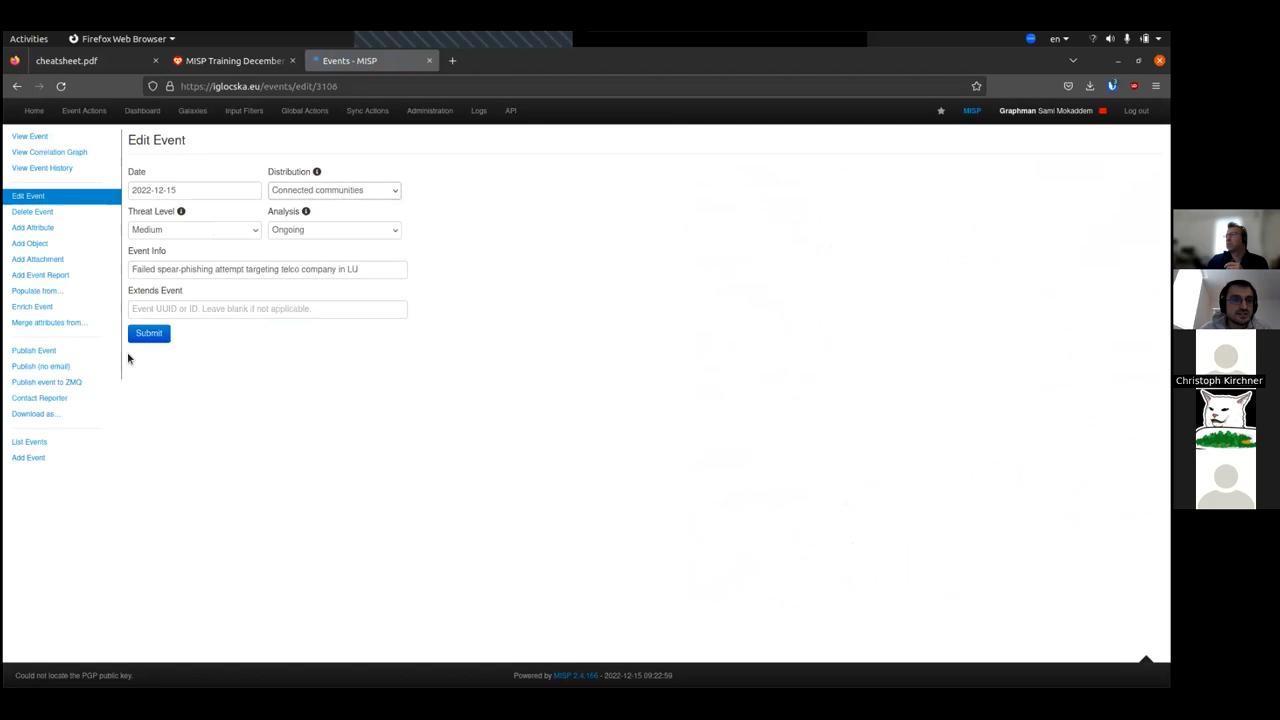 Activities
Firefox Web Browser
en
cheatsheet.pdf
MISP Training December
Events - MISP
https://iglocska.eu/events/edit/3106
Home
Event Actions
Dashboard
Galaxies
Input Filters
Global Actions
Sync Actions
Administration
Logs
API
MISP
Graphman Sami Mokaddem
Log out
View Event
View Correlation Graph
View Event History
Edit Event
Delete Event
Add Attribute
Add Object
Add Attachment
Add Event Report
Populate from...
Enrich Event
Merge attributes from...
Publish Event
Publish (no email)
Publish event to ZMQ
Contact Reporter
Download as...
List Events
Add Event
Edit Event
Date
Distribution
2022-12-15
Connected communities
Threat Level
Analysis
Medium
Ongoing
Event Info
Failed spear-phishing attempt targeting telco company in LU
Extends Event
Event UUID or ID. Leave blank if not applicable.
Submit
Christoph Kirchner
Could not locate the PGP public key.
Powered by MISP 2.4.166 - 2022-12-15 09:22:59